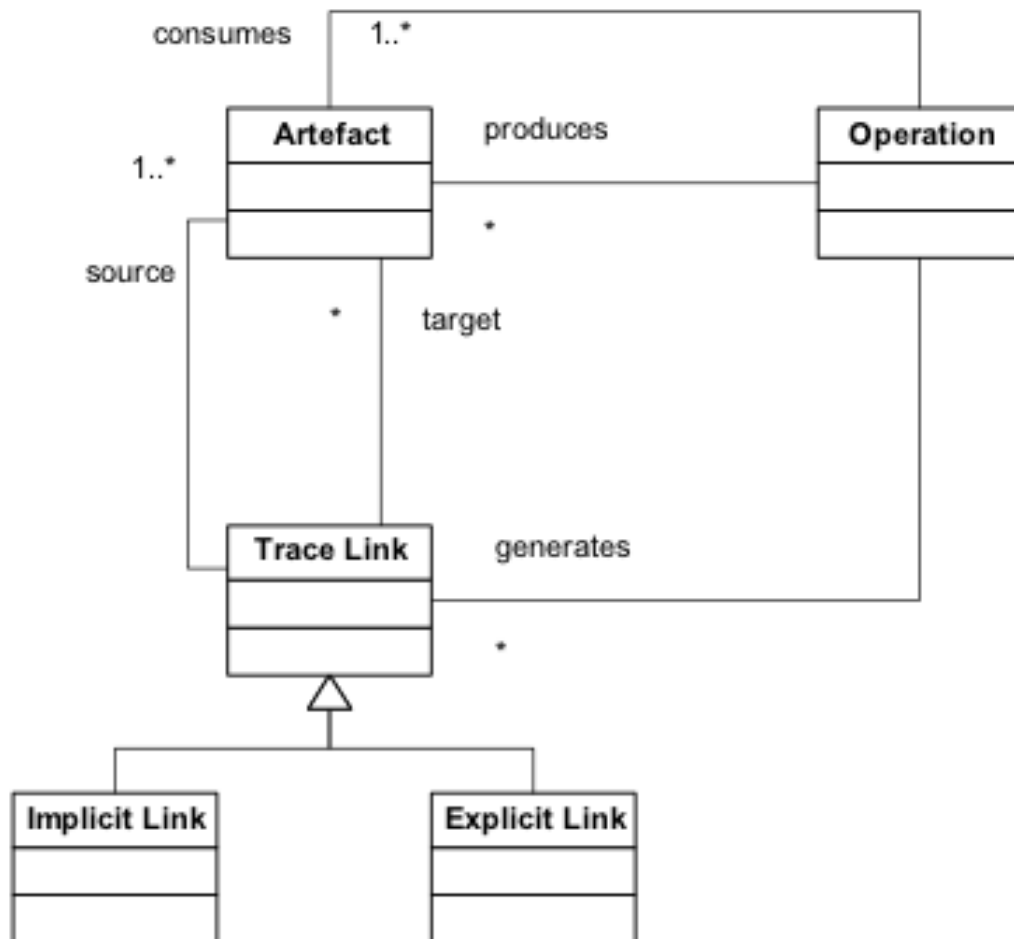 consumes
1..*
Artefact
produces
Operation
1..*
*
source
*
target
Trace Link
generates
*
Implicit Link
Explicit Link